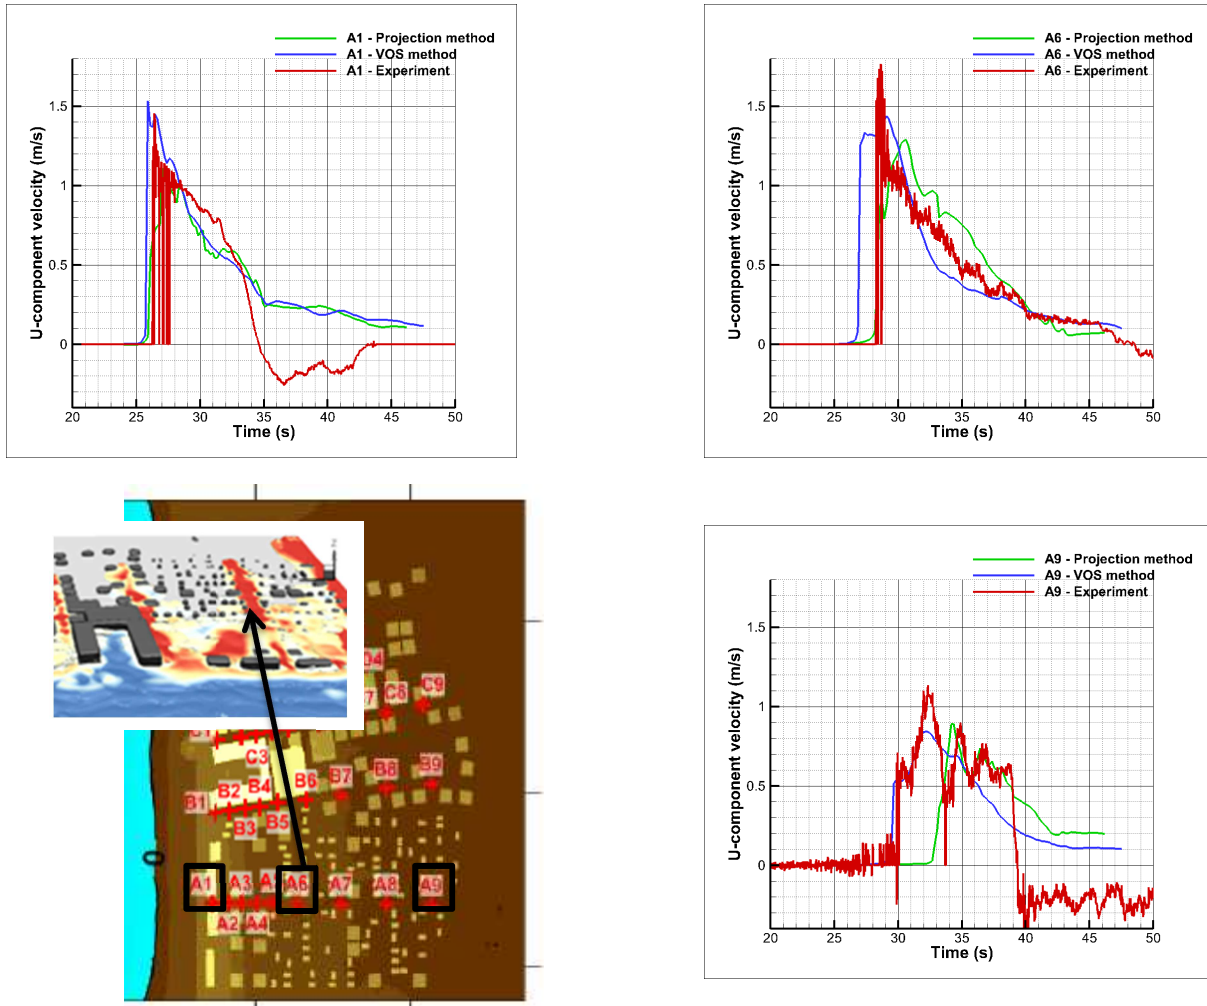 A1 - Projection method
A1 - VOS method
A1 - Experiment
U-component velocity (m/s)
1.5
1
0.5
0
20 25 30 35 40 45 50
Time (s)
A6 - Projection method
A6 - VOS method
A6 - Experiment
U-component velocity (m/s)
1.5
1
0.5
0
20 25 30 35 40 45 50
Time (s)
C9
C8
C3
B9
B8
B7
B6
B4
B2
B1
B3
B5
0
A1 A3 A6 A7 A8 A9
A2 A4
A9 - Projection method
A9 - VOS method
A9 - Experiment
U-component velocity (m/s)
1.5
1
0.5
0
20 25 30 35 40 45 50
Time (s)